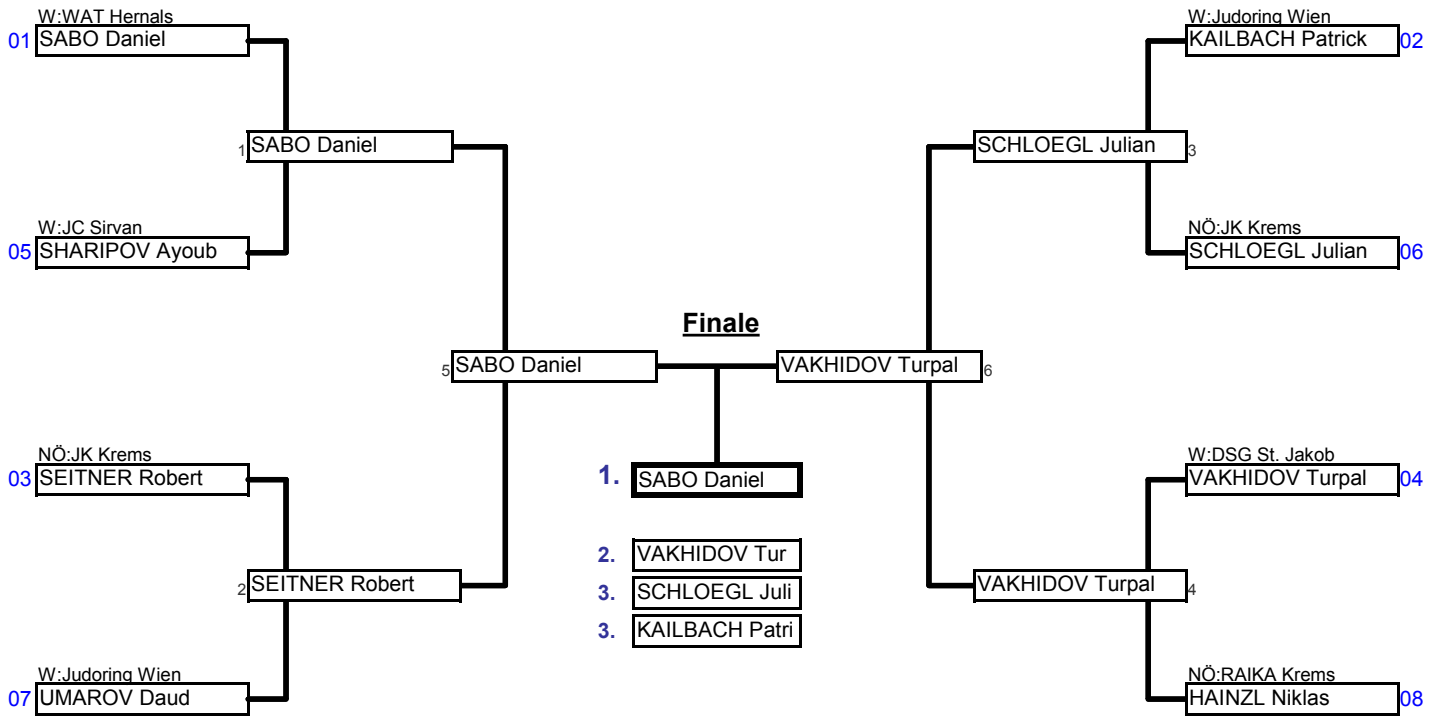 W:WAT Hernals
01 SABO Daniel
W:Judoring Wien
KAILBACH Patrick 02
1 SABO Daniel
SCHLOEGL Julian 3
W:JC Sirvan
05 SHARIPOV Ayoub
NÖ:JK Krems
SCHLOEGL Julian 06
Finale
5 SABO Daniel
VAKHIDOV Turpal 6
NÖ:JK Krems
03 SEITNER Robert
1. SABO Daniel
W:DSG St. Jakob
VAKHIDOV Turpal 04
2. VAKHIDOV Tur
2 SEITNER Robert
3. SCHLOEGL Juli
VAKHIDOV Turpal 4
3. KAILBACH Patri
W:Judoring Wien
07 UMAROV Daud
NÖ:RAIKA Krems
HAINZL Niklas 08